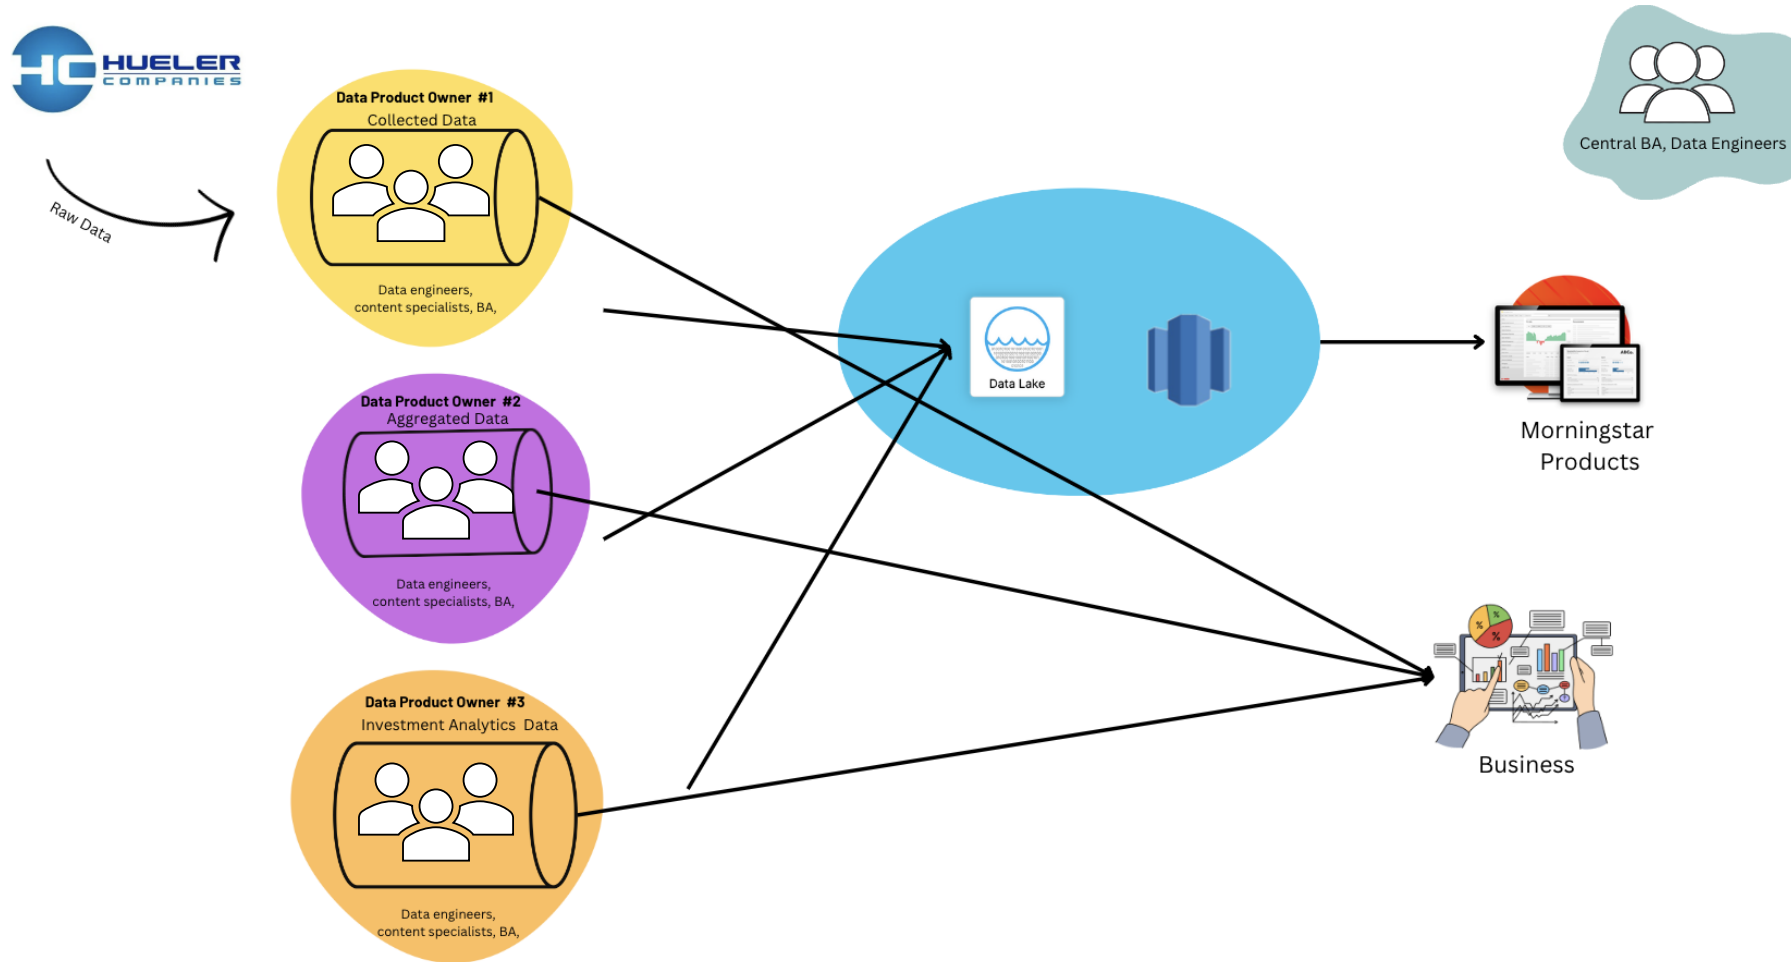 HC HUELER
COMPANIES
Raw Data
Data Product Owner #1
Collected Data
Data engineers,
content specialists, BA,
Data Product Owner #2
Aggregated Data
Data engineers,
content specialists, BA,
Data Product Owner #3
Investment Analytics Data
Data engineers,
content specialists, BA,
Data Lake
Central BA, Data Engineers
Morningstar
Products
%
%
%
Business